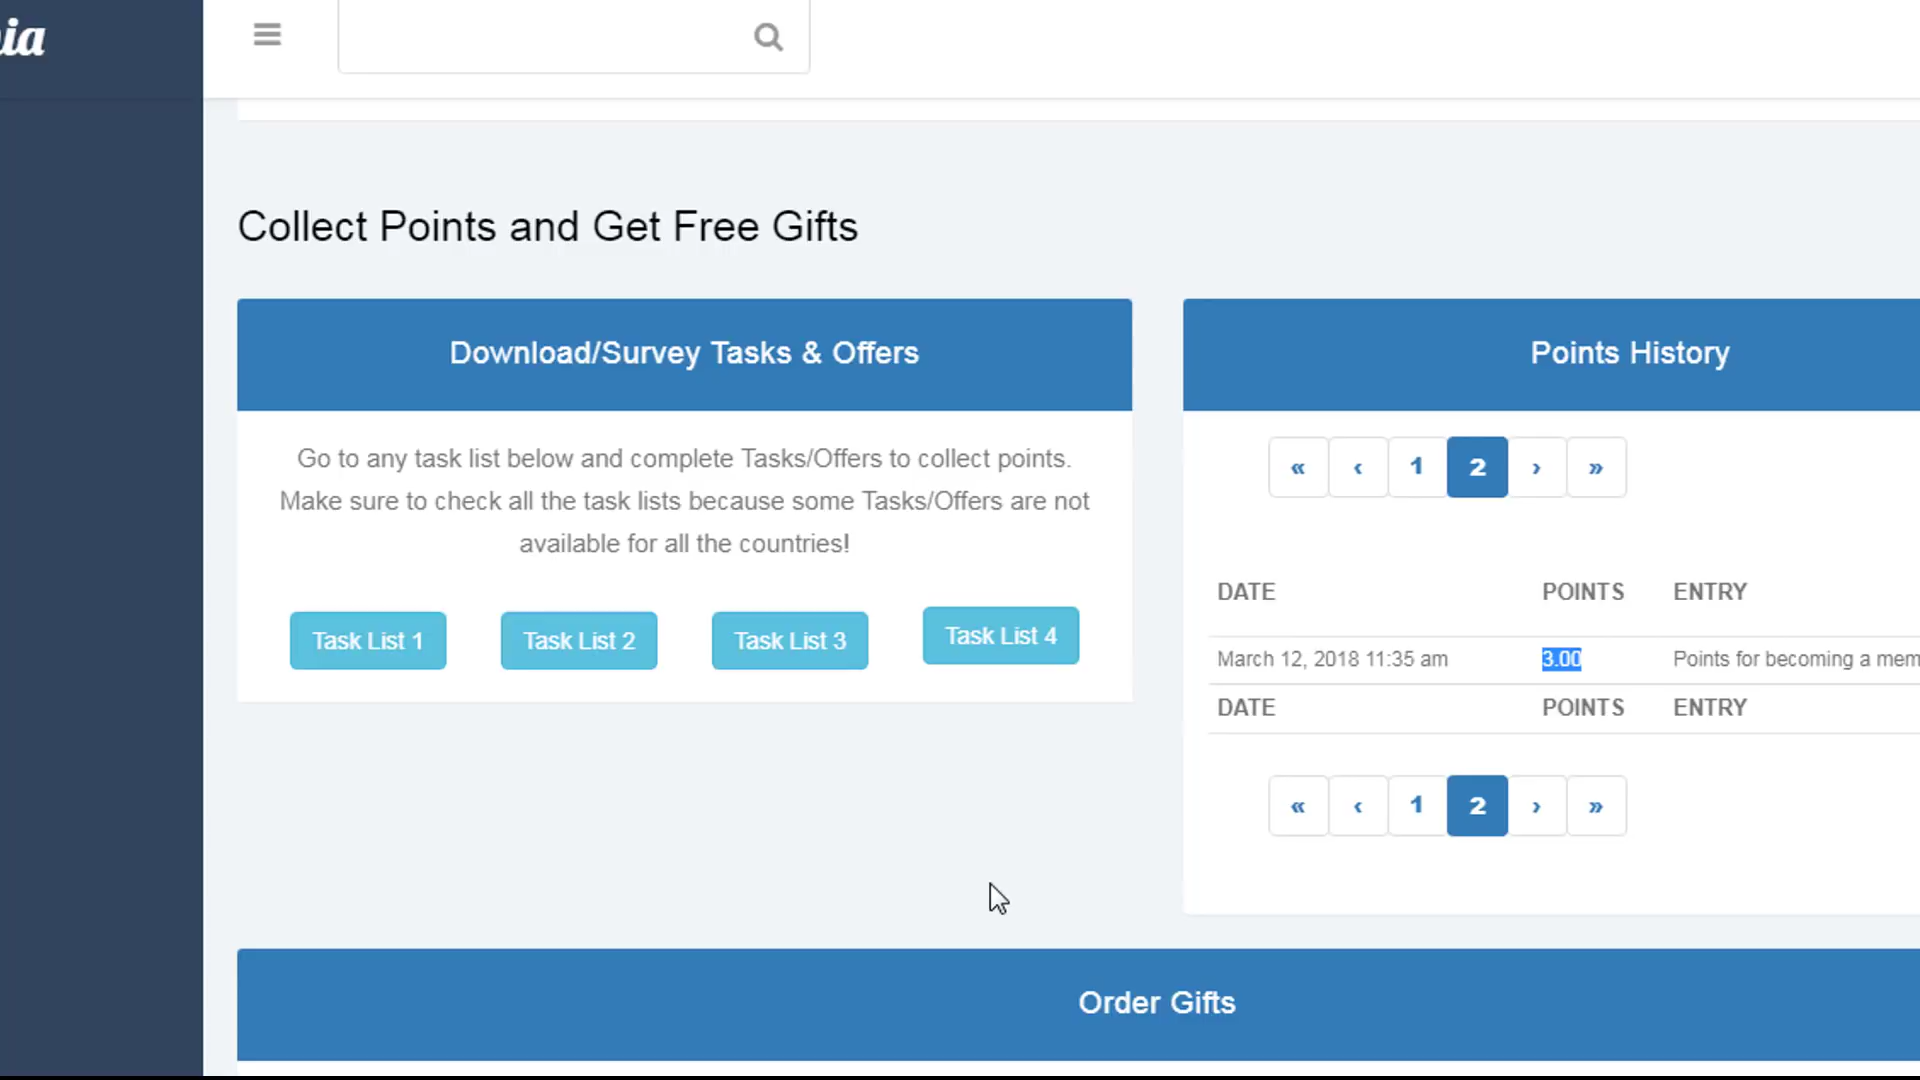 Collect Points and Get Free Gifts
Download/Survey Tasks & Offers
Go to any task list below and complete Tasks/Offers to collect points.
Make sure to check all the task lists because some Tasks/Offers are not
available for all the countries!
Task List 1 Task List 2 Task List 3 Task List 4
Points History
« ‹ 1 2 › »
DATE POINTS ENTRY
March 12, 2018 11:35 am 3.00 Points for becoming a
DATE POINTS ENTRY
« ‹ 1 2 › »
Order Gifts